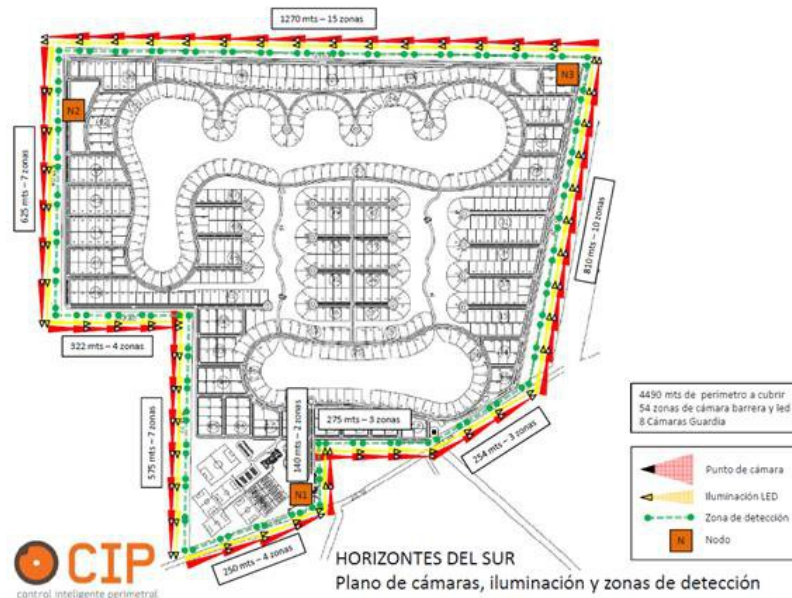 1270 mts – 15 zonas
N3
N2
625 mts – 7 zonas
810 mts – 10 zonas
322 mts – 4 zonas
575 mts – 7 zonas
140 mts – 2 zonas
275 mts – 3 zonas
254 mts – 3 zonas
N1
250 mts – 4 zonas
4490 mts de perimetro a cubrir
54 zonas de cámara barrera y led
8 Cámaras Guardia
Punto de cámara
Iluminación LED
Zona de detección
N
Nodo
CIP
control inteligente perimetral
HORIZONTES DEL SUR
Plano de cámaras, iluminación y zonas de detección